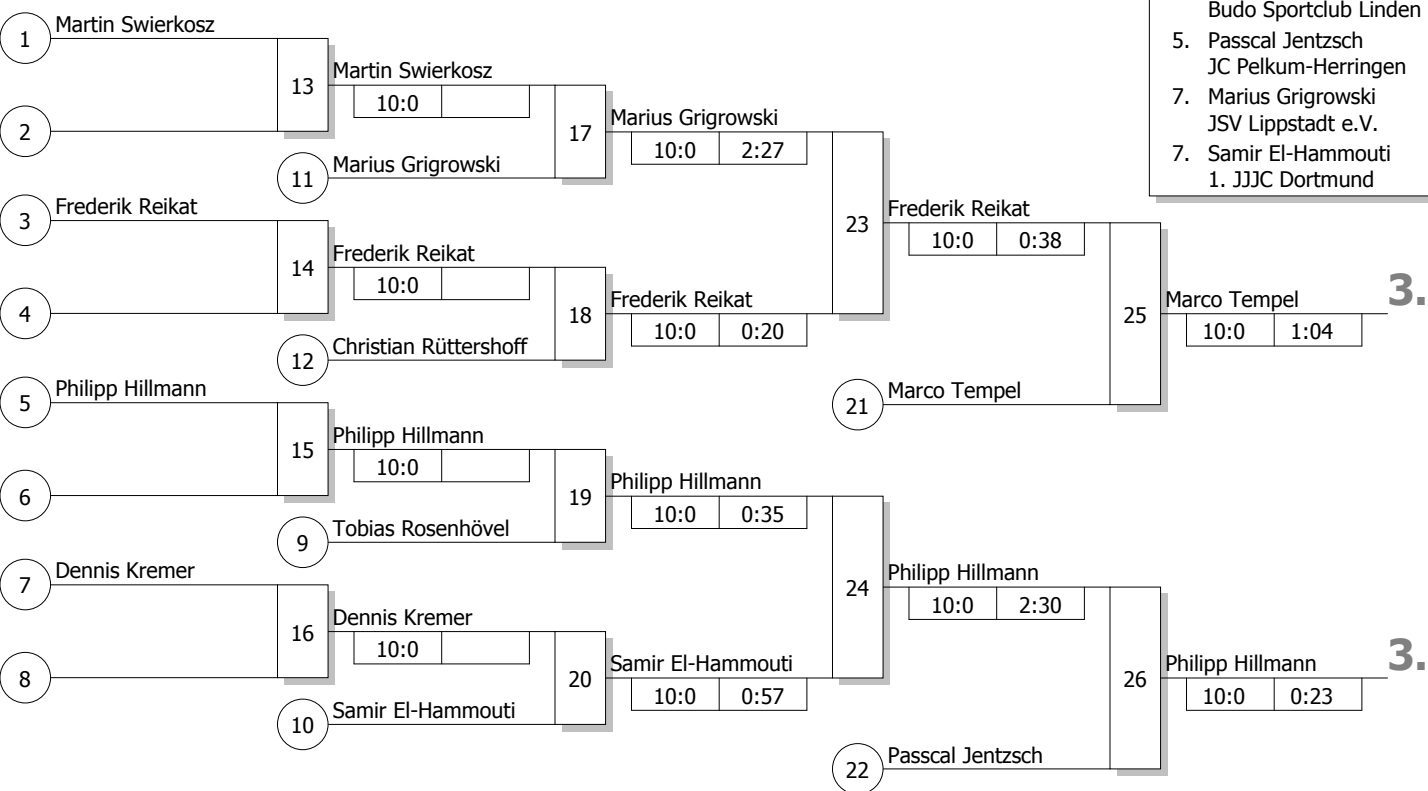 Budo Sportclub Linden
5. Passcal Jentzsch
JC Pelkum-Herringen
7. Marius Grigrowski
JSV Lippstadt e.V.
7. Samir El-Hammouti
1. JJJC Dortmund
1 Martin Swierkosz
2
13
Martin Swierkosz
10:0
11 Marius Grigrowski
17
Marius Grigrowski
10:0 2:27
3 Frederik Reikat
4
14
Frederik Reikat
10:0
12 Christian Rüttershoff
18
Frederik Reikat
10:0 0:20
23
Frederik Reikat
10:0 0:38
21 Marco Tempel
25
Marco Tempel
10:0 1:04
3.
5 Philipp Hillmann
6
15
Philipp Hillmann
10:0
9 Tobias Rosenhövel
19
Philipp Hillmann
10:0 0:35
7 Dennis Kremer
8
16
Dennis Kremer
10:0
10 Samir El-Hammouti
20
Samir El-Hammouti
10:0 0:57
24
Philipp Hillmann
10:0 2:30
22 Passcal Jentzsch
26
Philipp Hillmann
10:0 0:23
3.